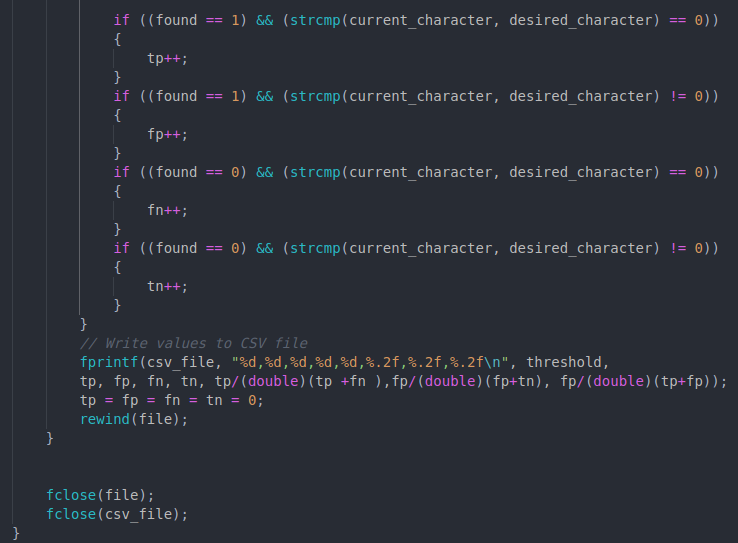 if ((found == 1) && (strcmp(current_character, desired_character) == 0))
{
tp++;
}
if ((found == 1) && (strcmp(current_character, desired_character) != 0))
{
fp++;
}
if ((found == 0) && (strcmp(current_character, desired_character) == 0))
{
fn++;
}
if ((found == 0) && (strcmp(current_character, desired_character) != 0))
{
tn++;
}
}
// Write values to CSV file
fprintf(csv_file, "%d,%d,%d,%d,%d,%.2f,%.2f,%.2f\n", threshold,
tp, fp, fn, tn, tp/(double)(tp +fn ),fp/(double)(fp+tn), fp/(double)(tp+fp));
tp = fp = fn = tn = 0;
rewind(file);
}
fclose(file);
fclose(csv_file);
}